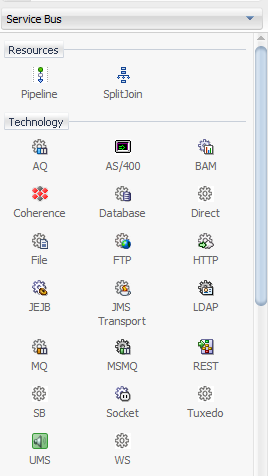 Service Bus
Resources
Pipeline SplitJoin
Technology
AQ AS/400 BAM
Coherence Database Direct
File FTP HTTP
JEJB JMS Transport LDAP
MQ MSMQ REST
SB Socket Tuxedo
UMS WS